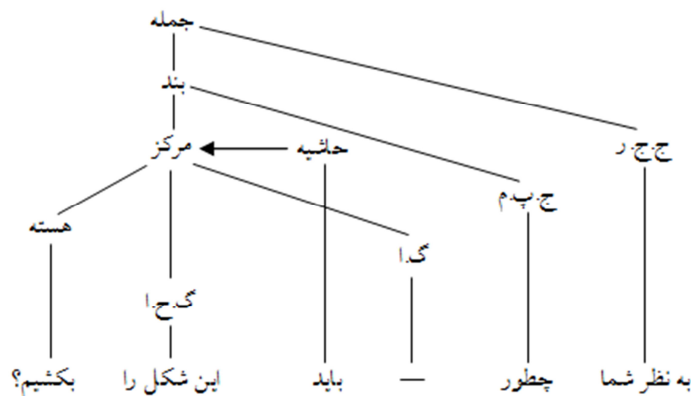 جمله
بند
ج.ج.ر
حاشیه
مرکز
ج.پ.م
هسته
گ.ا
گ.ح.ا
به نظر شما چطور — باید این شکل را بکشیم؟